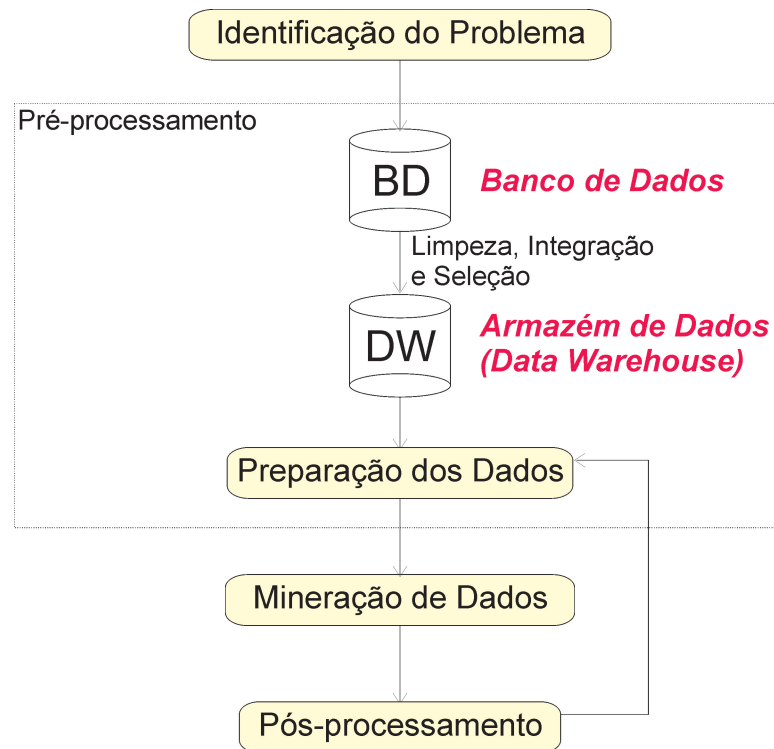 Identificação do Problema
Pré-processamento
BD
Banco de Dados
Limpeza, Integração
e Seleção
DW
Armazém de Dados
(Data Warehouse)
Preparação dos Dados
Mineração de Dados
Pós-processamento